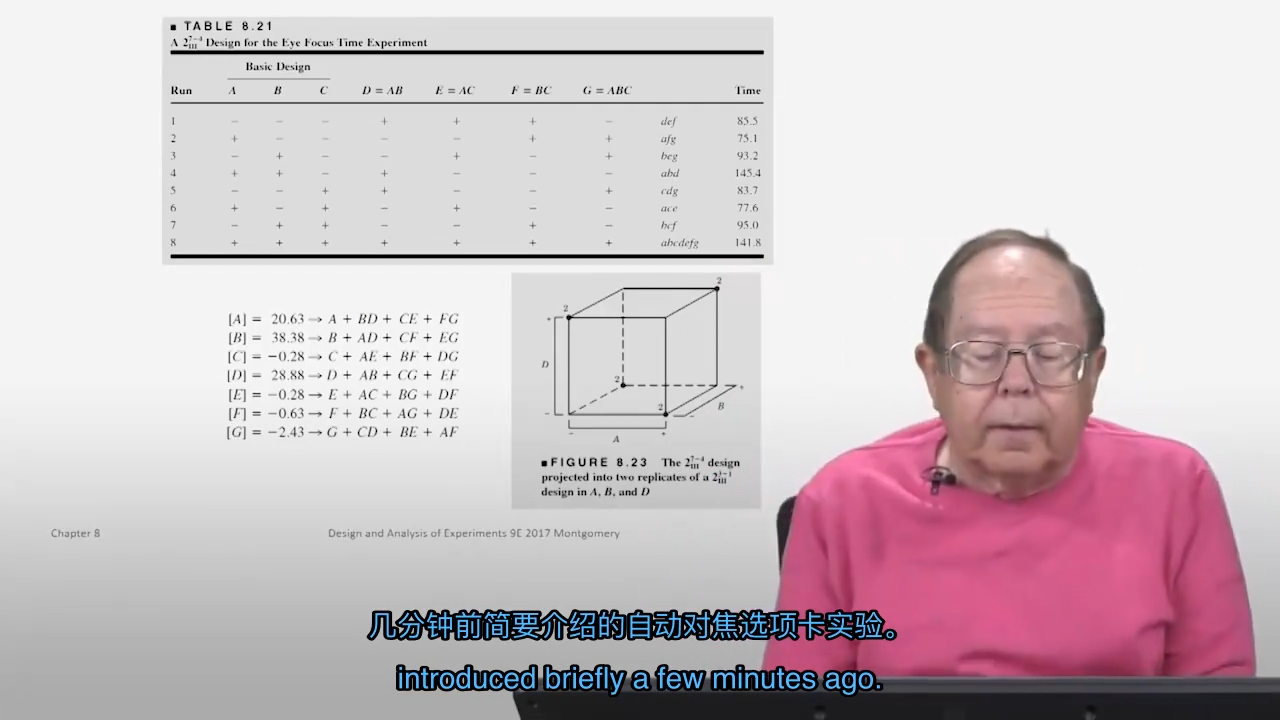 ■ TABLE 8.21
A 2^{7-4}_{III} Design for the Eye Focus Time Experiment
Basic Design
Run A B C D = AB E = AC F = BC G = ABC Time
1 − − − + + + − def 85.5
2 + − − − − + + afg 75.1
3 − + − − + − + beg 93.2
4 + + − + − − − abd 145.4
5 − − + + − − + cdg 83.7
6 + − + − + − − ace 77.6
7 − + + − − + − bcf 95.0
8 + + + + + + + abcdefg 141.8
[A] = 20.63 → A + BD + CE + FG
[B] = 38.38 → B + AD + CF + EG
[C] = −0.28 → C + AE + BF + DG
[D] = 28.88 → D + AB + CG + EF
[E] = −0.28 → E + AC + BG + DF
[F] = −0.63 → F + BC + AG + DE
[G] = −2.43 → G + CD + BE + AF
2
2
+
D
2
2
+
−
−
B
− +
A
■ FIGURE 8.23 The 2^{7-4}_{III} design
projected into two replicates of a 2^{3-1}_{III}
design in A, B, and D
Chapter 8
Design and Analysis of Experiments 9E 2017 Montgomery
几分钟前简要介绍的自动对焦选项卡实验。
introduced briefly a few minutes ago.